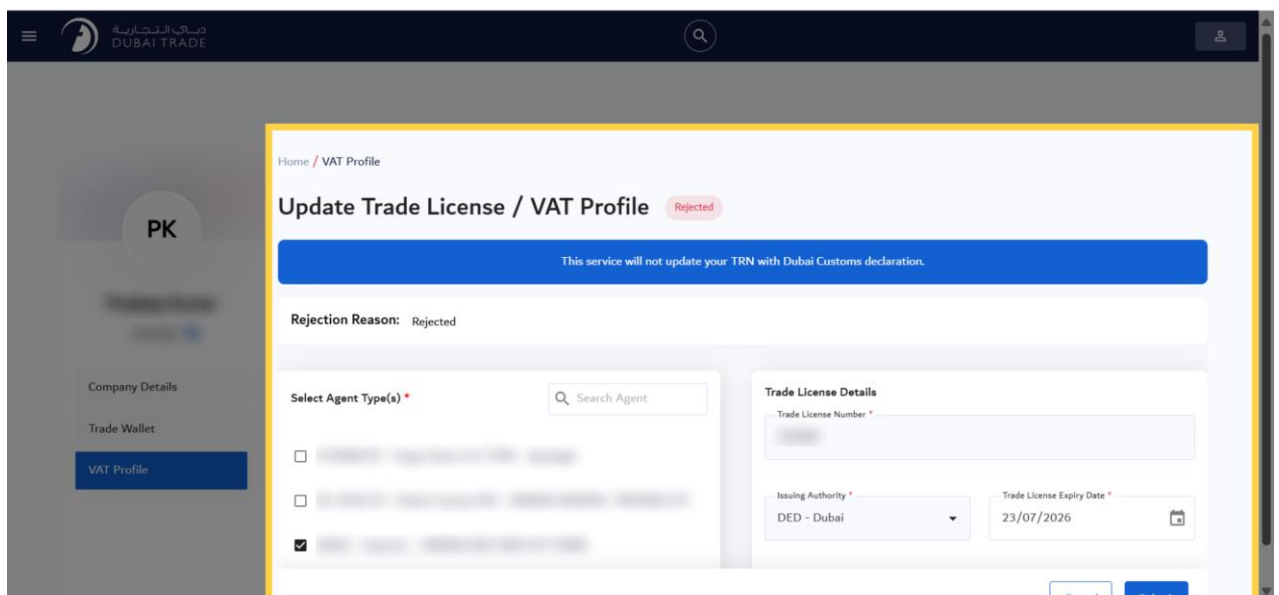 دبي التجارية
DUBAI TRADE
Home / VAT Profile
Update Trade License / VAT Profile Rejected
This service will not update your TRN with Dubai Customs declaration.
PK
Rejection Reason: Rejected
Company Details
Trade Wallet
VAT Profile
Select Agent Type(s) *
Search Agent
Trade License Details
Trade License Number *
Issuing Authority *
DED - Dubai
Trade License Expiry Date *
23/07/2026